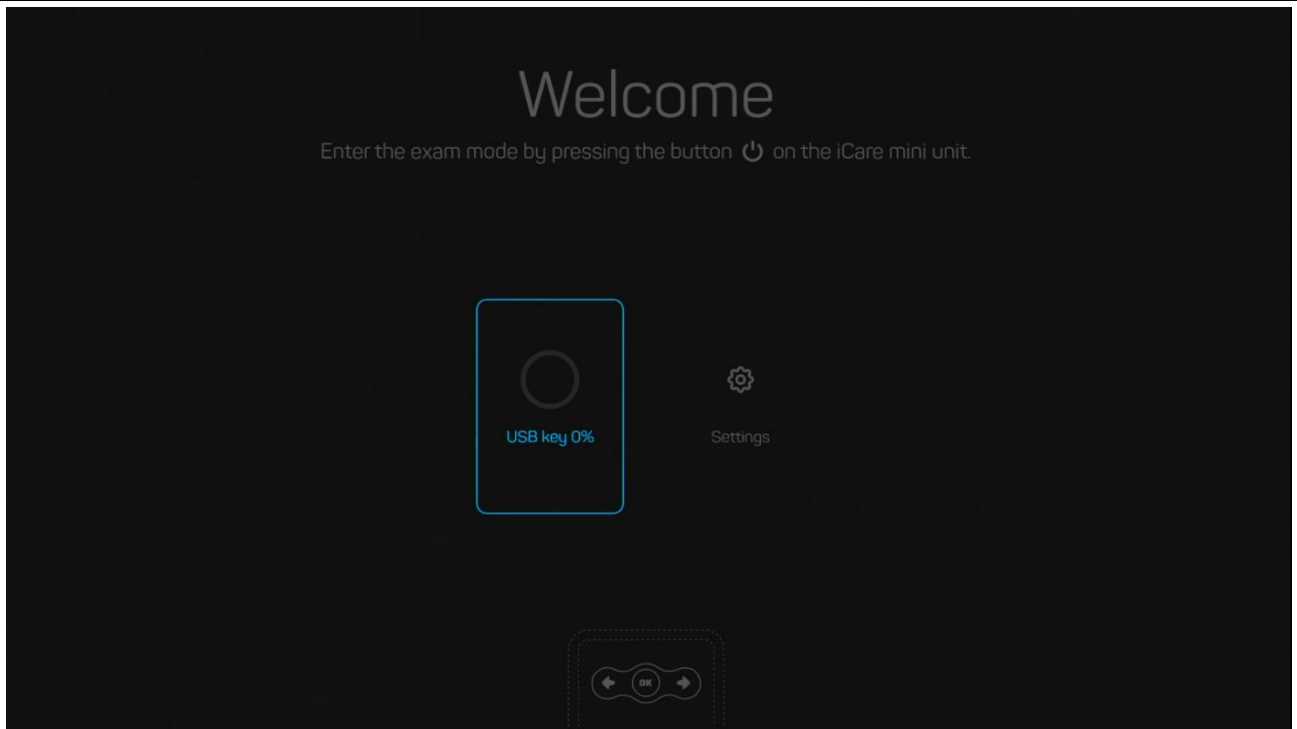 Welcome
Enter the exam mode by pressing the button on the iCare mini unit.
USB key 0%
Settings
OK